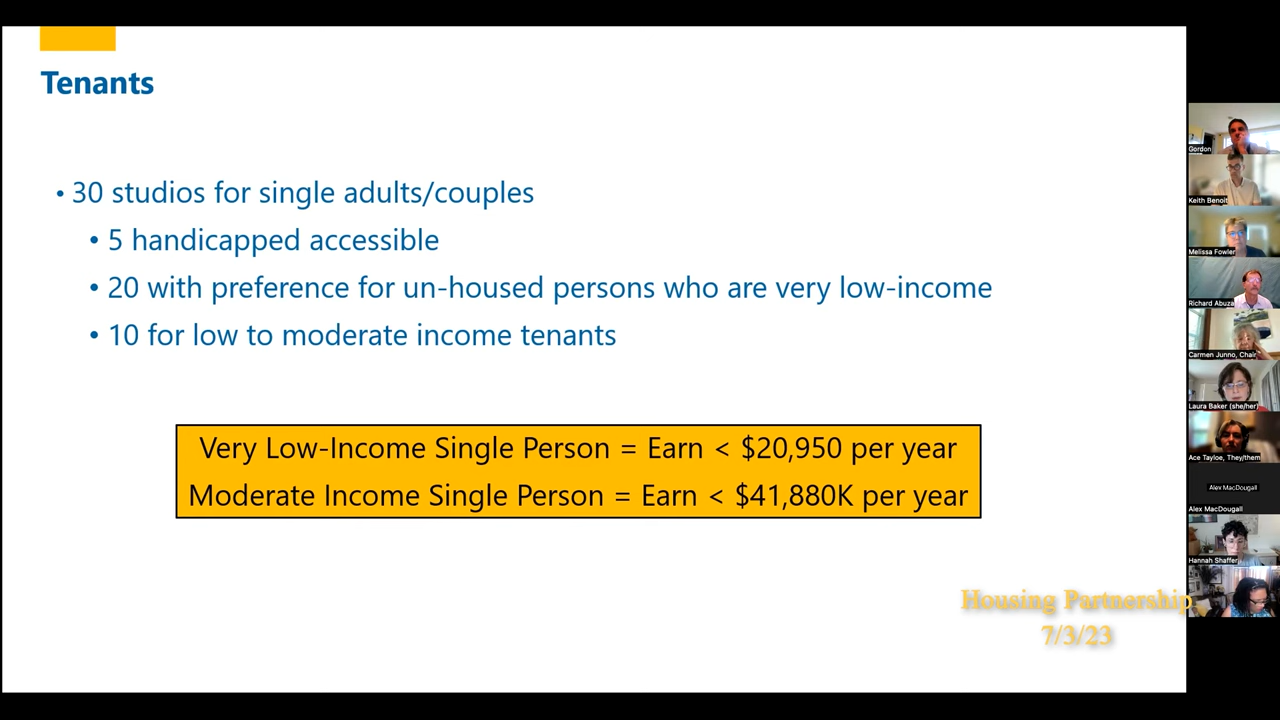 Tenants
• 30 studios for single adults/couples
• 5 handicapped accessible
• 20 with preference for un-housed persons who are very low-income
• 10 for low to moderate income tenants
Very Low-Income Single Person = Earn < $20,950 per year
Moderate Income Single Person = Earn < $41,880K per year
Housing Partnership
7/3/23
Gordon
Keith Benoit
Melissa Fowler
Richard Abuza
Carmen Junno, Chair
Laura Baker (she/her)
Ace Tayloe, They/them
Alex MacDougall
Alex MacDougall
Hannah Shaffer